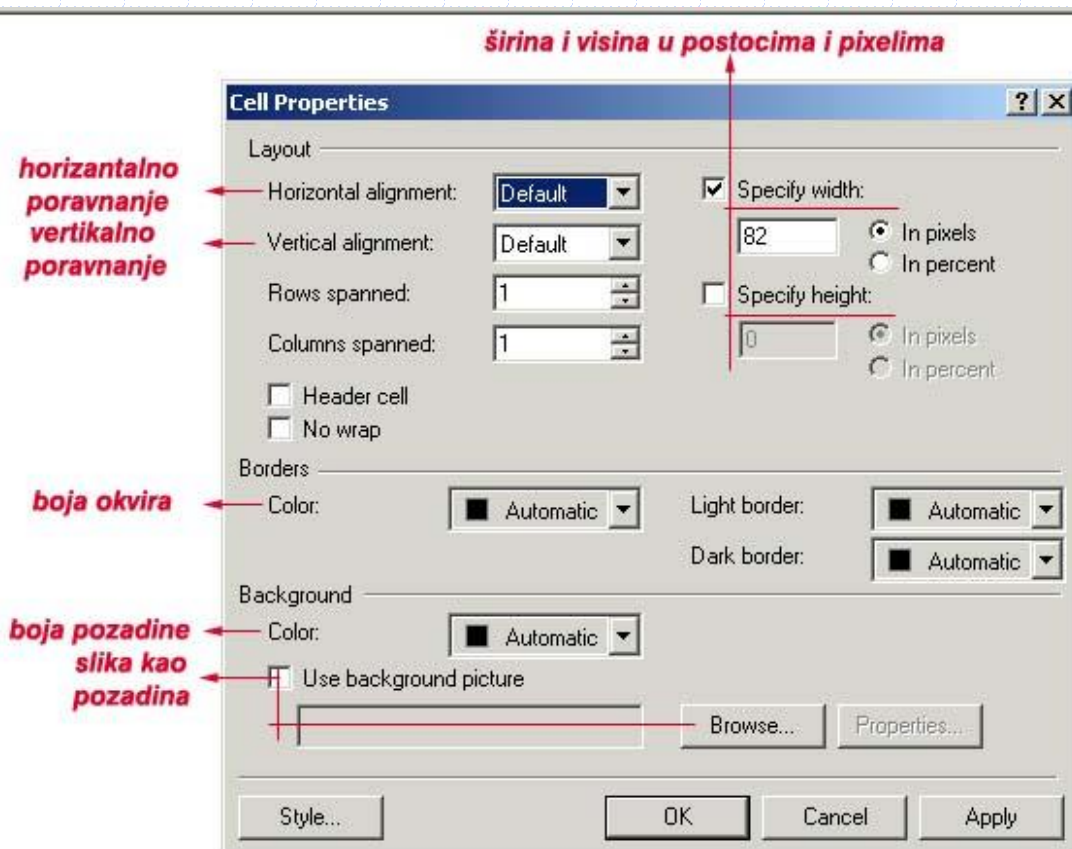 širina i visina u postocima i pixelima
Cell Properties
Layout
horizantalno
poravnanje
vertikalno
poravnanje
Horizontal alignment: Default
Vertical alignment: Default
Rows spanned: 1
Columns spanned: 1
Header cell
No wrap
Specify width:
82 In pixels
In percent
Specify height:
0 In pixels
In percent
Borders
boja okvira
Color: Automatic
Light border: Automatic
Dark border: Automatic
Background
boja pozadine
slika kao
pozadina
Color: Automatic
Use background picture
Browse... Properties...
Style... OK Cancel Apply